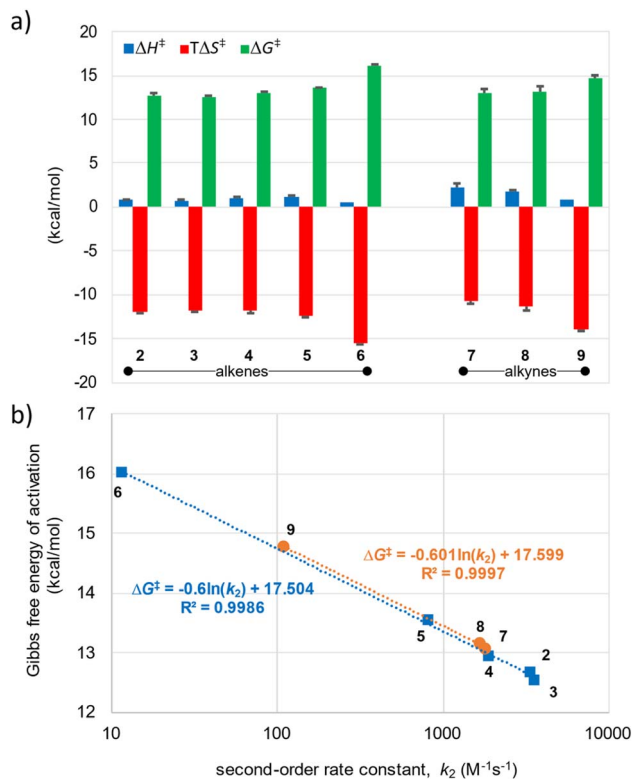 a)
ΔH‡ TΔS‡ ΔG‡
20
15
10
5
0
-5
-10
-15
-20
(kcal/mol)
2 3 4 5 6 7 8 9
alkenes alkynes
b)
17
16
15
14
13
12
Gibbs free energy of activation
(kcal/mol)
6
9
ΔG‡ = -0.601ln(k2) + 17.599
R² = 0.9997
ΔG‡ = -0.6ln(k2) + 17.504
R² = 0.9986
5
8 7
4
2
3
10 100 1000 10000
second-order rate constant, k2 (M⁻¹s⁻¹)